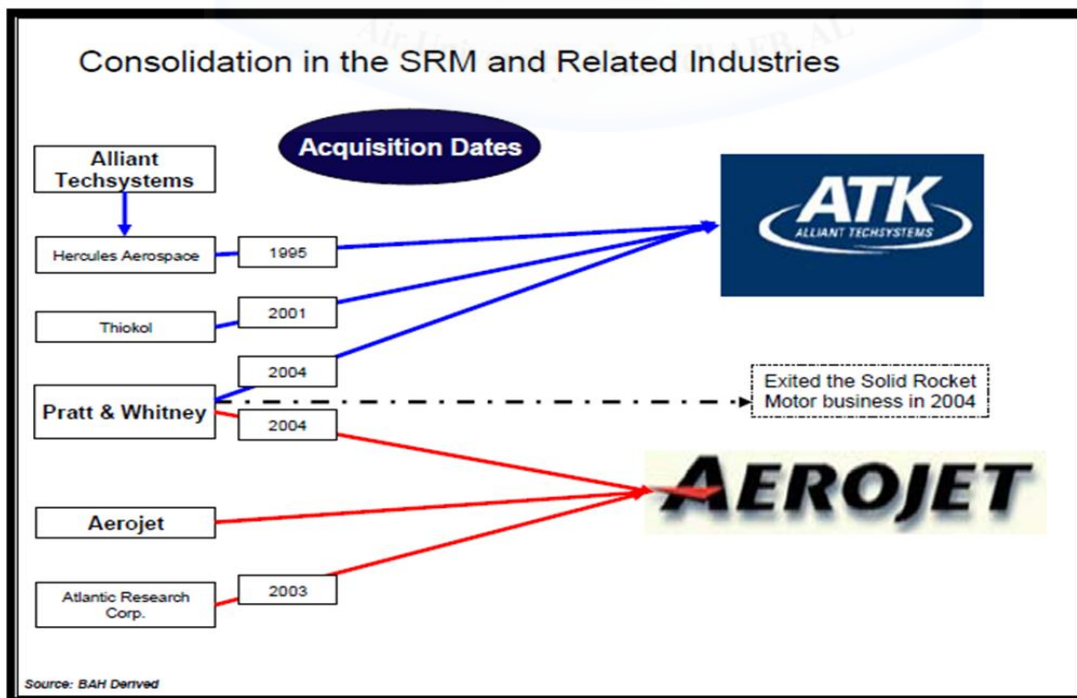 Consolidation in the SRM and Related Industries
Acquisition Dates
Alliant
Techsystems
Hercules Aerospace
1995
Thiokol
2001
2004
Pratt & Whitney
2004
Aerojet
Atlantic Research
Corp.
2003
ATK
ALLIANT TECHSYSTEMS
Exited the Solid Rocket
Motor business in 2004
AEROJET
Source: BAH Derived